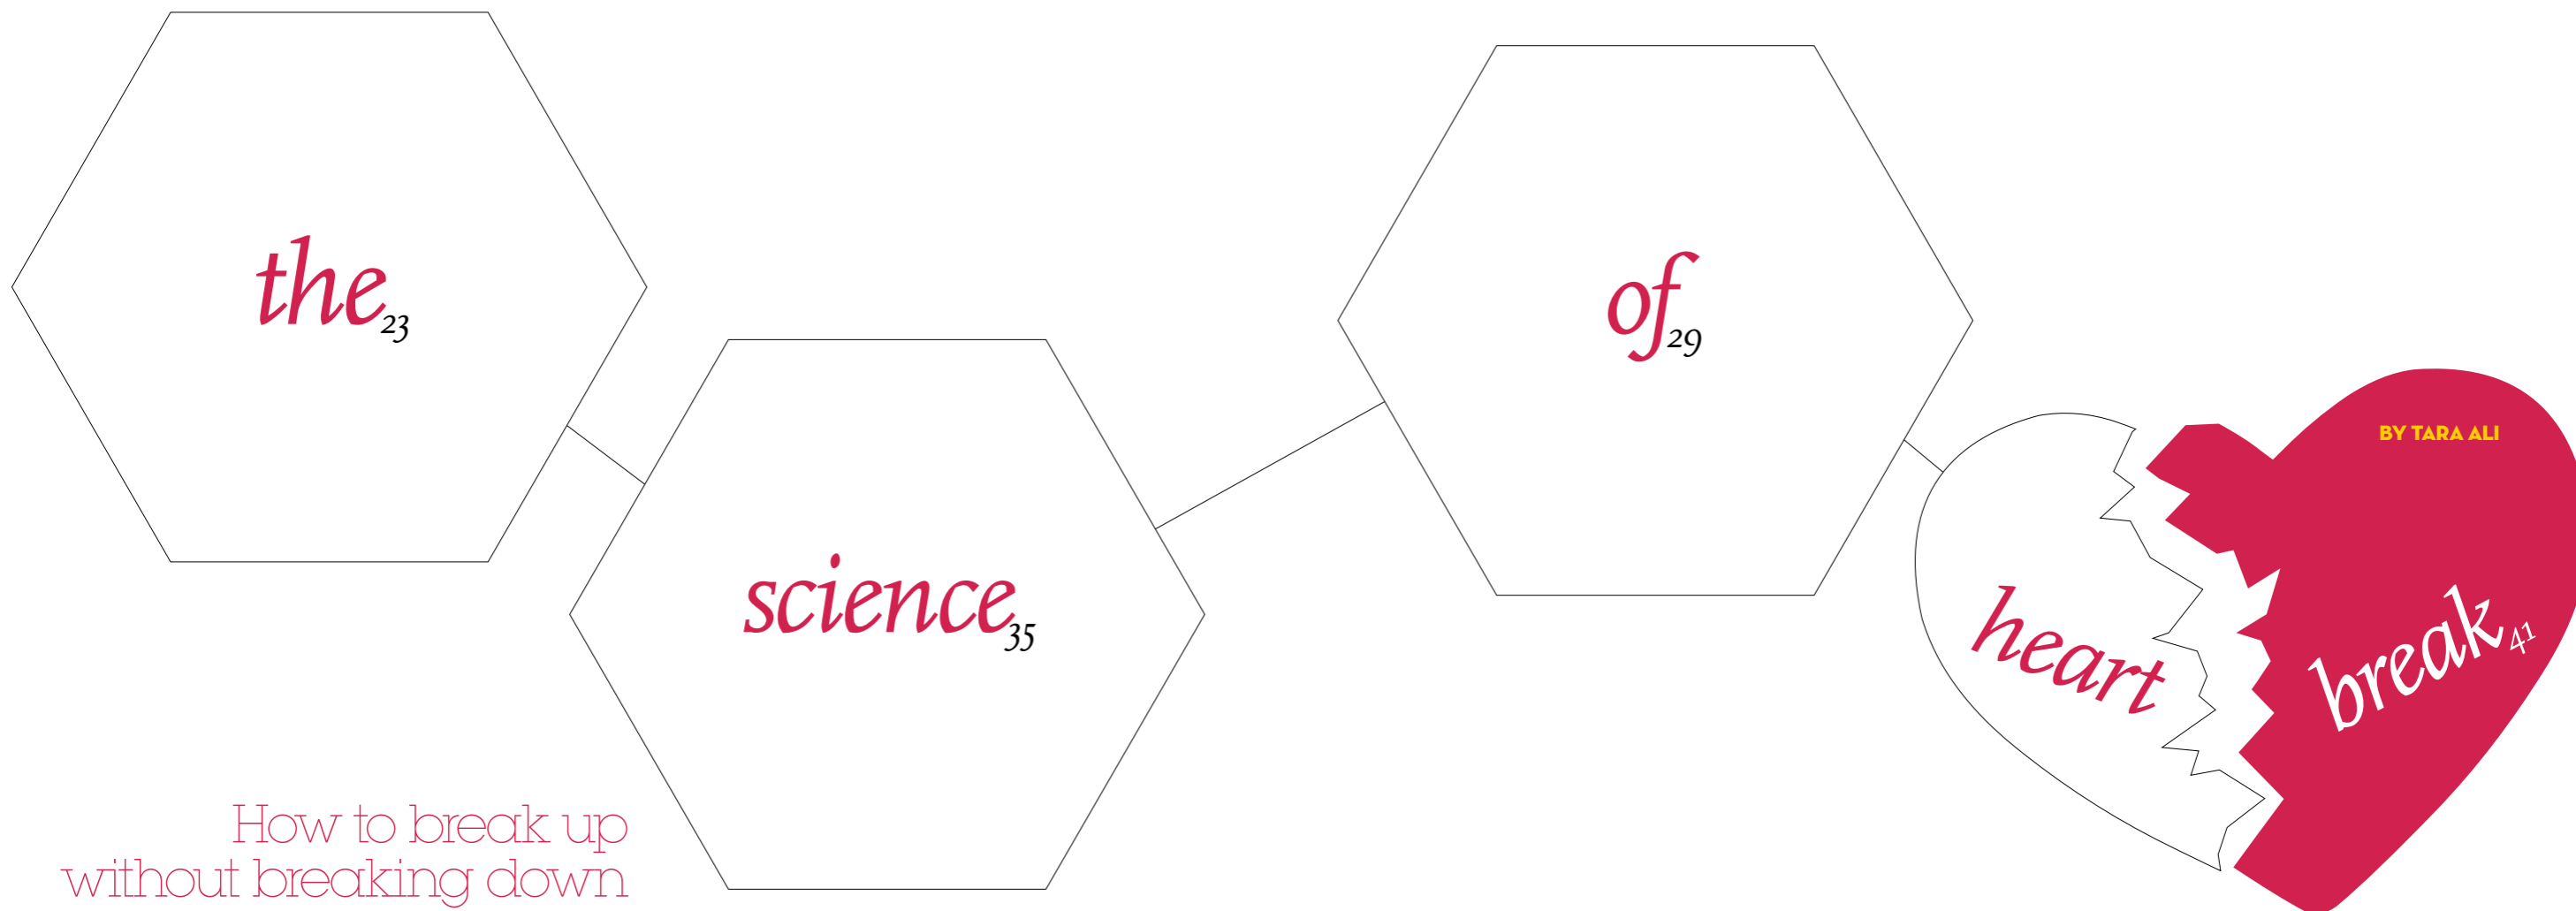 the23
science35
of29
heart
break41
BY TARA ALI
How to break up
without breaking down